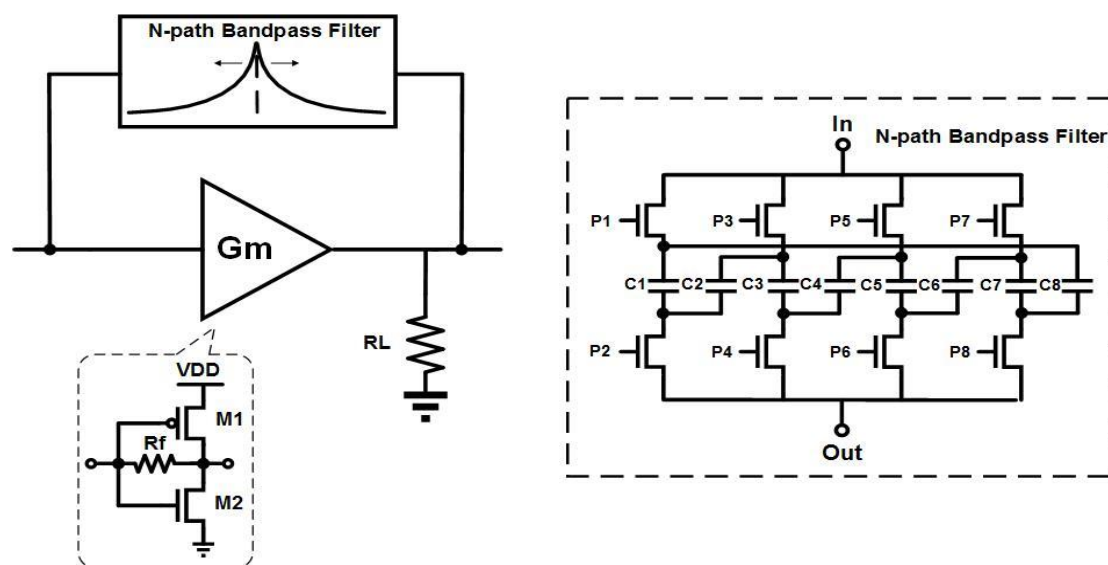 N-path Bandpass Filter
Gm
RL
VDD
M1
Rf
M2
In
N-path Bandpass Filter
P1 P3 P5 P7
C1 C2 C3 C4 C5 C6 C7 C8
P2 P4 P6 P8
Out